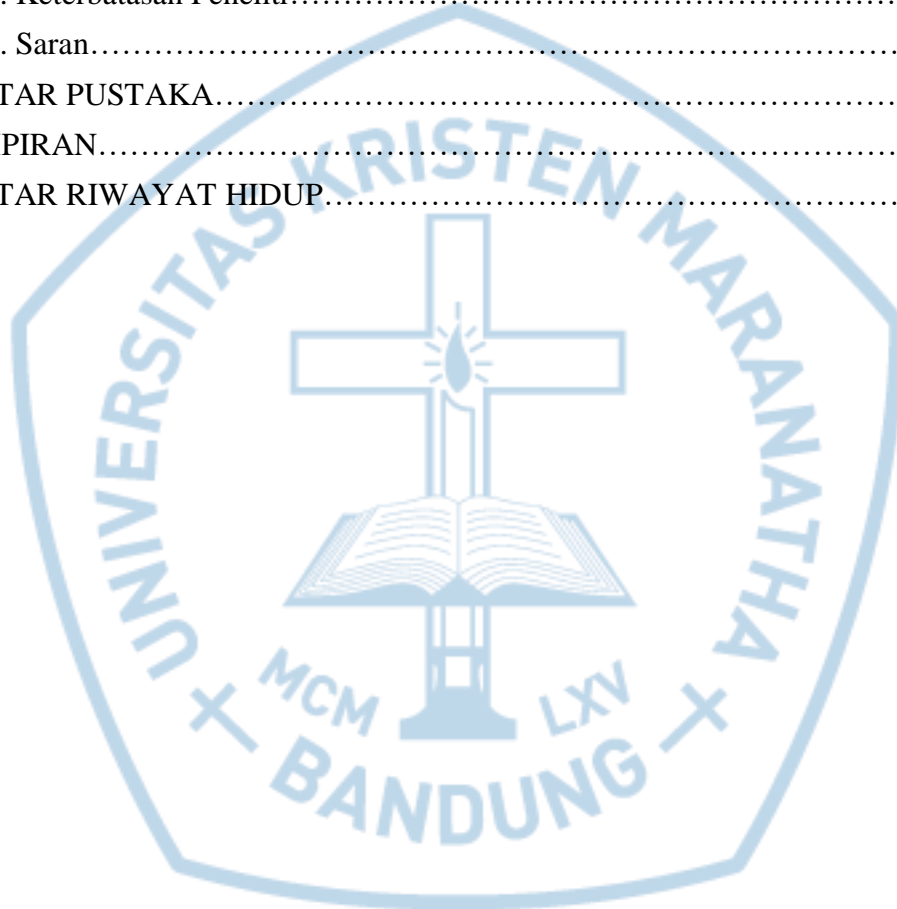 . Keterbatasan Peneliti……………………………………………………
. Saran……………………………………………………………………
TAR PUSTAKA…………………………………………………………
PIRAN……………………………………………………………………
TAR RIWAYAT HIDUP…………………………………………………
UNIVERSITAS KRISTEN MARANATHA
MCM LXV
BANDUNG